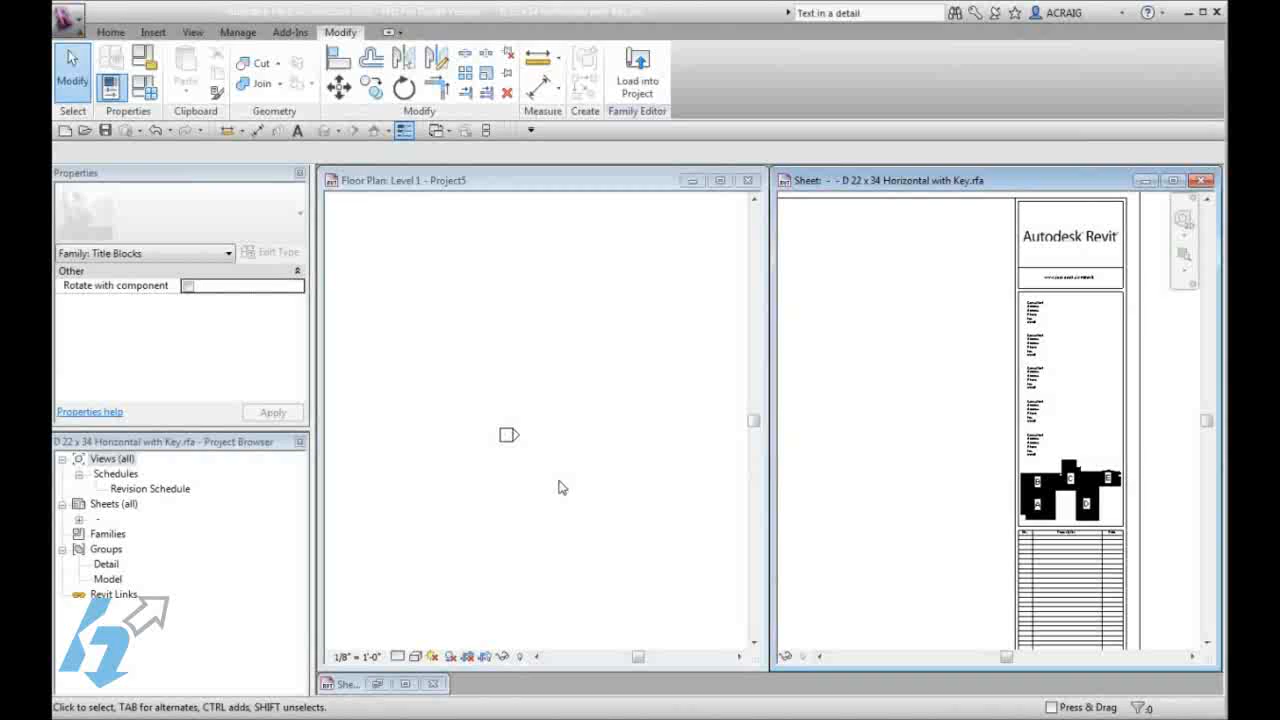 Text in a detail
ACRAIG
Home Insert View Manage Add-Ins Modify
Modify
Cut
Join
Paste
Load into
Project
Select Properties Clipboard Geometry Modify Measure Create Family Editor
Properties
Family: Title Blocks
Edit Type
Other
Rotate with component
Properties help
Apply
D 22 x 34 Horizontal with Key.rfa - Project Browser
Views (all)
Schedules
Revision Schedule
Sheets (all)
-
Families
Groups
Detail
Model
Revit Links
Floor Plan: Level 1 - Project5
1/8" = 1'-0"
She...
Sheet: - - D 22 x 34 Horizontal with Key.rfa
Autodesk Revit
C
D
Click to select, TAB for alternates, CTRL adds, SHIFT unselects.
Press & Drag
:0